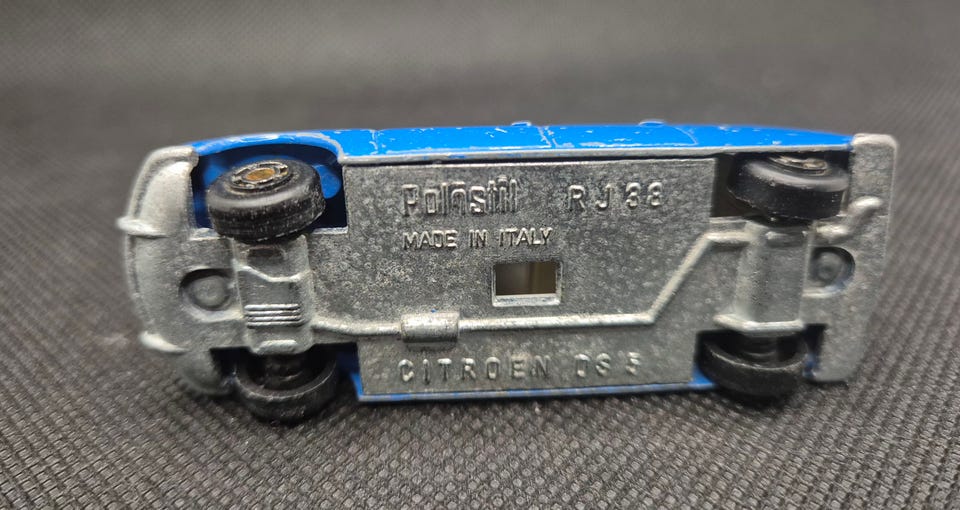 Polistil RJ 38
MADE IN ITALY
CITROEN DS 5